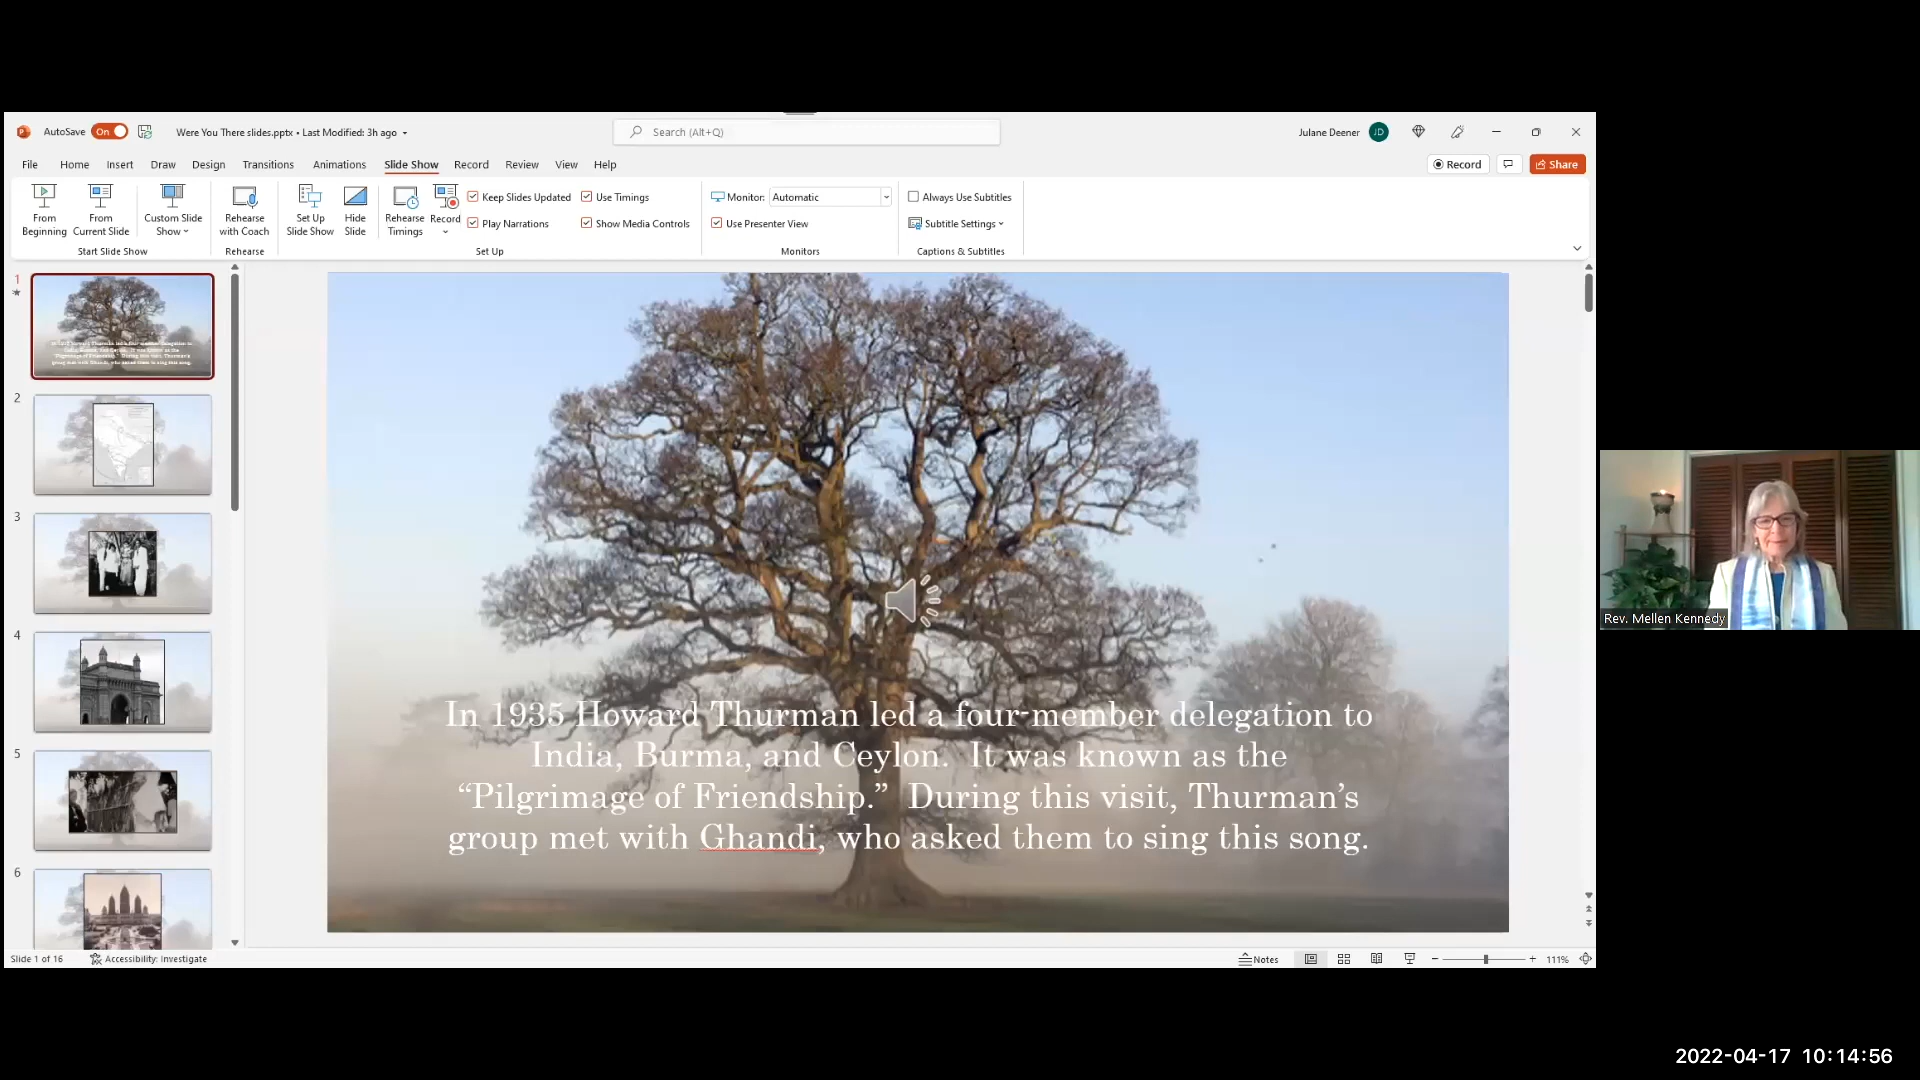 AutoSave On Were You There slides.pptx • Last Modified: 3h ago Search (Alt+Q) Julane Deener JD
File Home Insert Draw Design Transitions Animations Slide Show Record Review View Help Record Share
From Beginning
From Current Slide
Custom Slide Show
Start Slide Show
Rehearse with Coach
Rehearse
Set Up Slide Show
Hide Slide
Rehearse Timings
Record
Keep Slides Updated
Play Narrations
Use Timings
Show Media Controls
Set Up
Monitor: Automatic
Use Presenter View
Monitors
Always Use Subtitles
Subtitle Settings
Captions & Subtitles
1
2
3
4
5
6
In 1935 Howard Thurman led a four-member delegation to
India, Burma, and Ceylon. It was known as the
“Pilgrimage of Friendship.” During this visit, Thurman’s
group met with Ghandi, who asked them to sing this song.
Rev. Mellen Kennedy
Slide 1 of 16 Accessibility: Investigate Notes 111%
2022-04-17 10:14:56